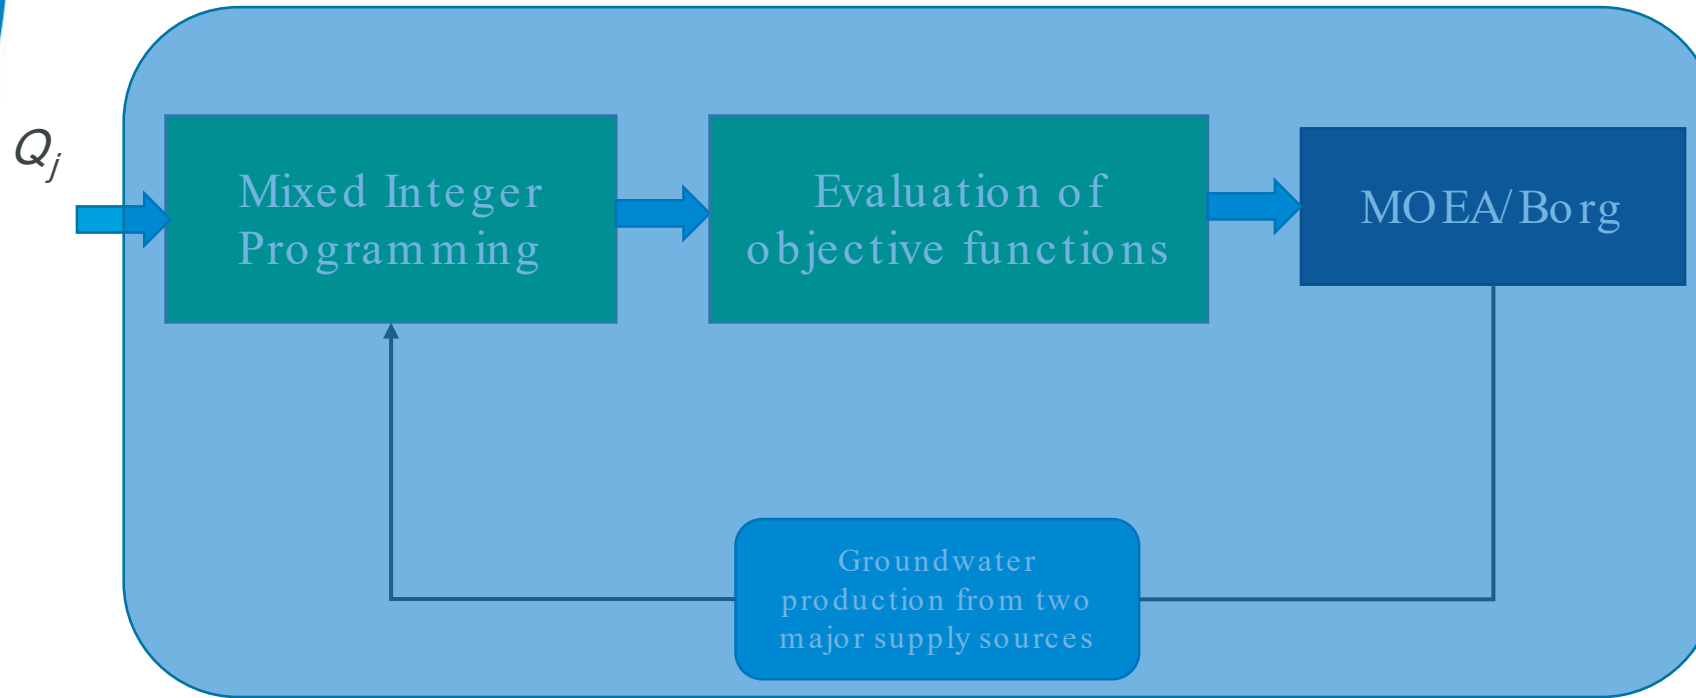 Qj
Mixed Integer
Programming
Evaluation of
objective functions
MOEA/Borg
Groundwater
production from two
major supply sources